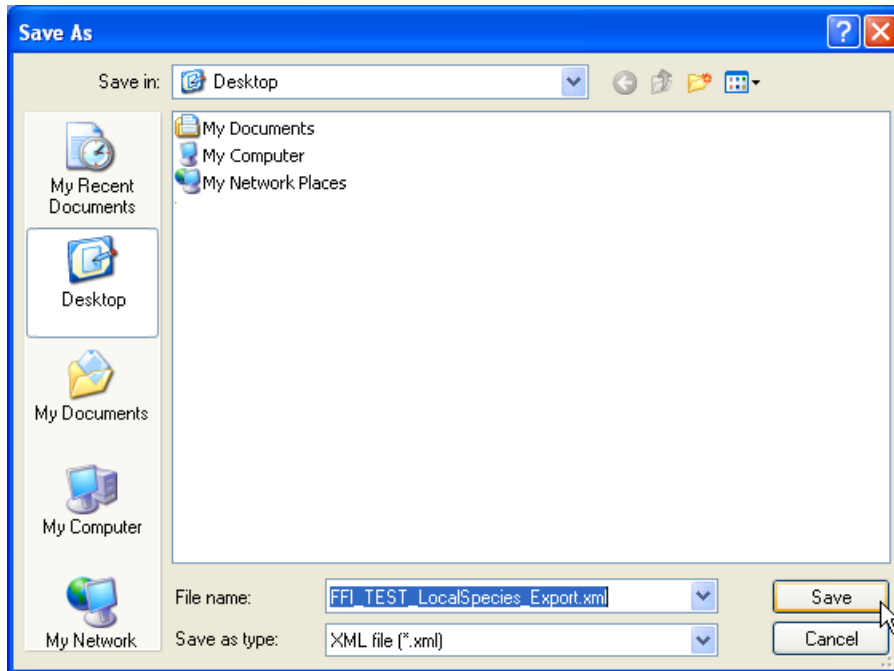 Save As
Save in:
Desktop
My Recent
Documents
Desktop
My Documents
My Computer
My Network
My Documents
My Computer
My Network Places
File name:
FFI_TEST_LocalSpecies_Export.xml
Save
Save as type:
XML file (*.xml)
Cancel